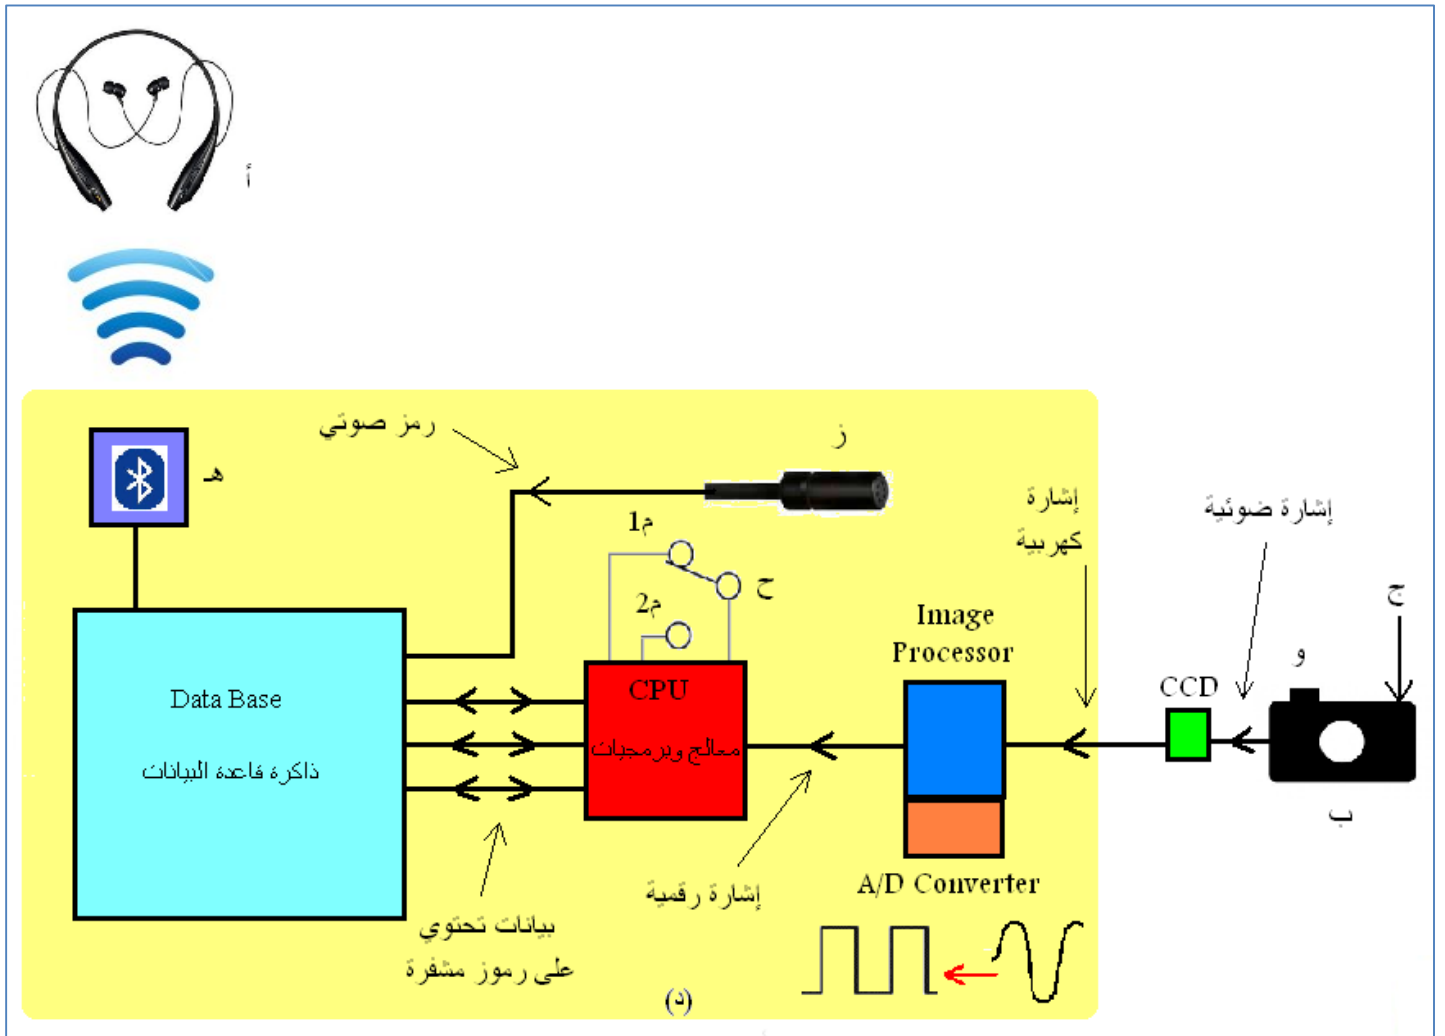 أ
هـ
رمز صوتي
ز
م1
ح
م2
إشارة
كهربية
إشارة ضوئية
ج
و
ب
CCD
Image
Processor
A/D Converter
CPU
معالج وبرمجيات
Data Base
ذاكرة قاعدة البيانات
إشارة رقمية
بيانات تحتوي
على رموز مشفرة
(د)